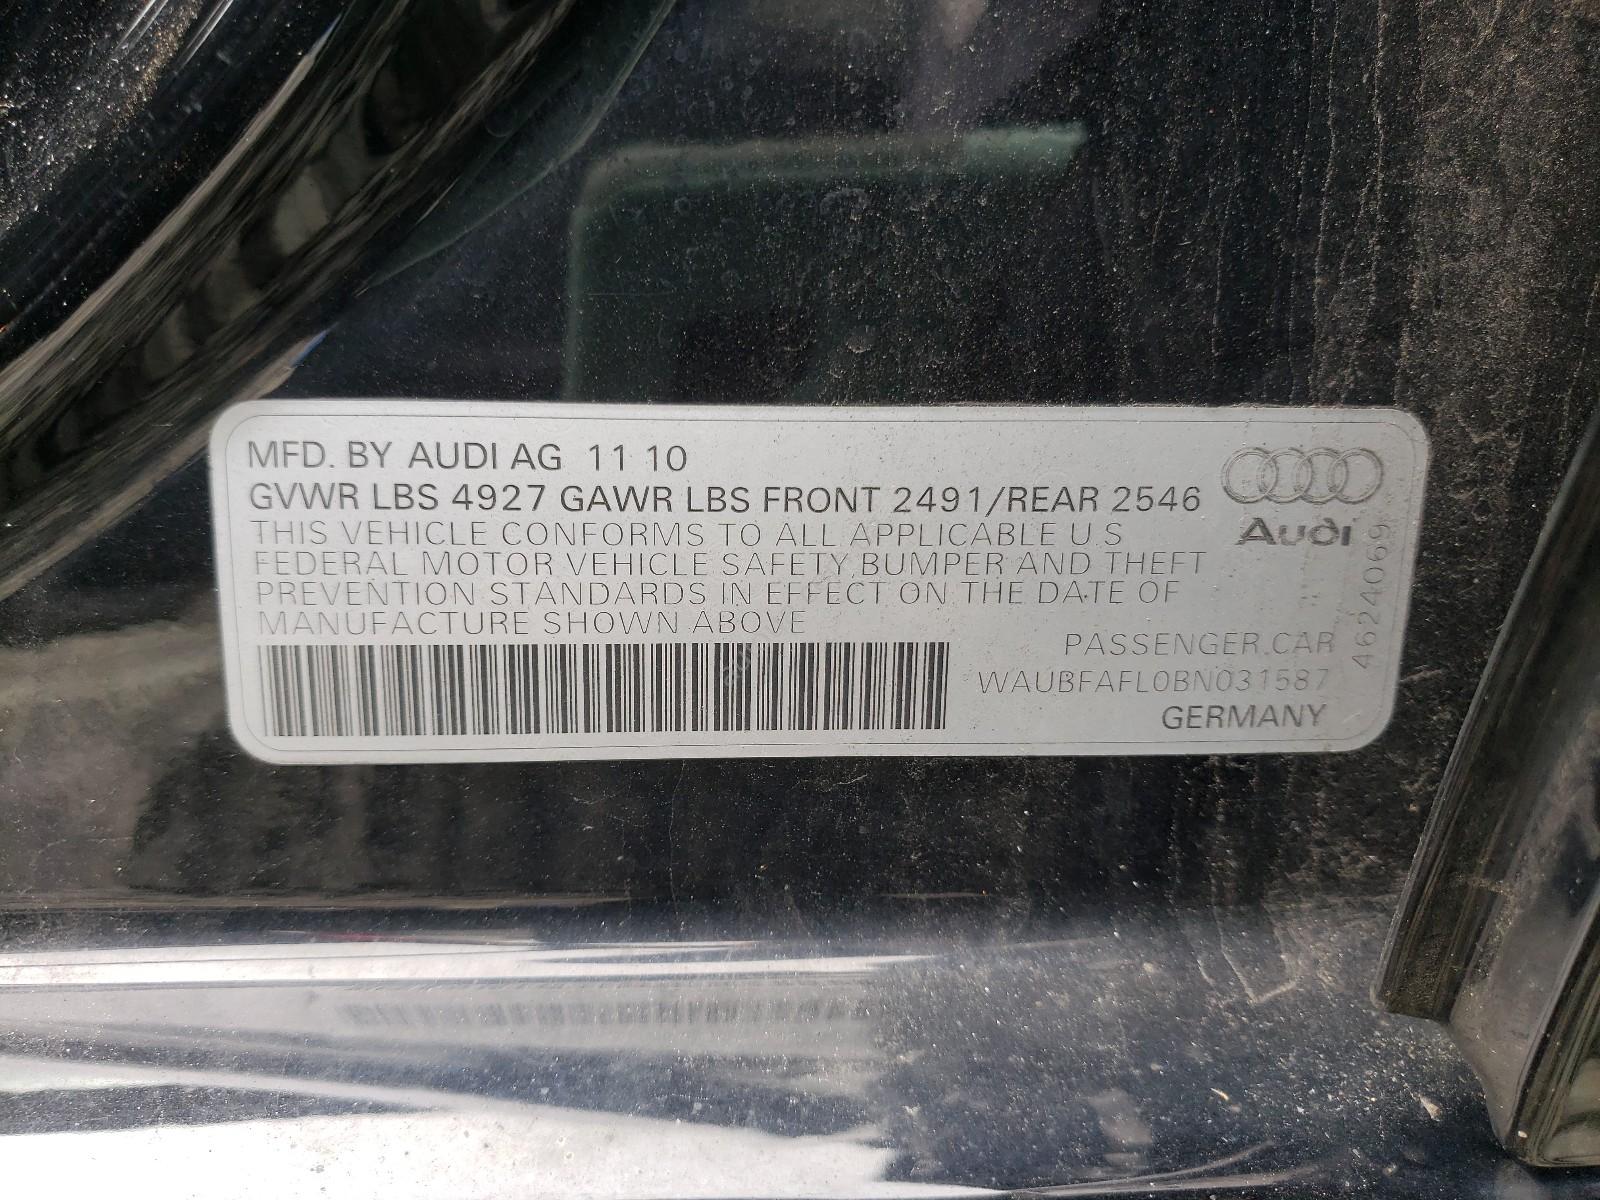 MFD. BY AUDI AG 11 10
GVWR LBS 4927 GAWR LBS FRONT 2491/REAR 2546
THIS VEHICLE CONFORMS TO ALL APPLICABLE U.S
FEDERAL MOTOR VEHICLE SAFETY, BUMPER AND THEFT
PREVENTION STANDARDS IN EFFECT ON THE DATE OF
MANUFACTURE SHOWN ABOVE
Audi
PASSENGER.CAR
WAUBFAFL0BN031587
GERMANY
46240069